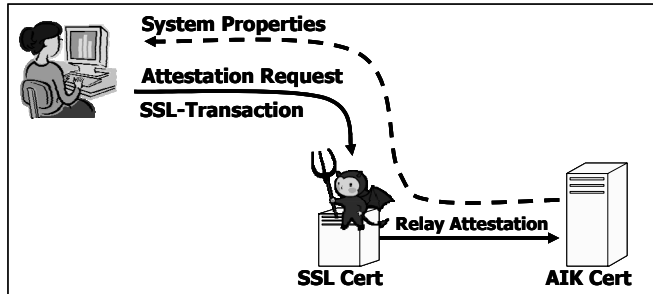 System Properties
Attestation Request
SSL-Transaction
Relay Attestation
SSL Cert
AIK Cert